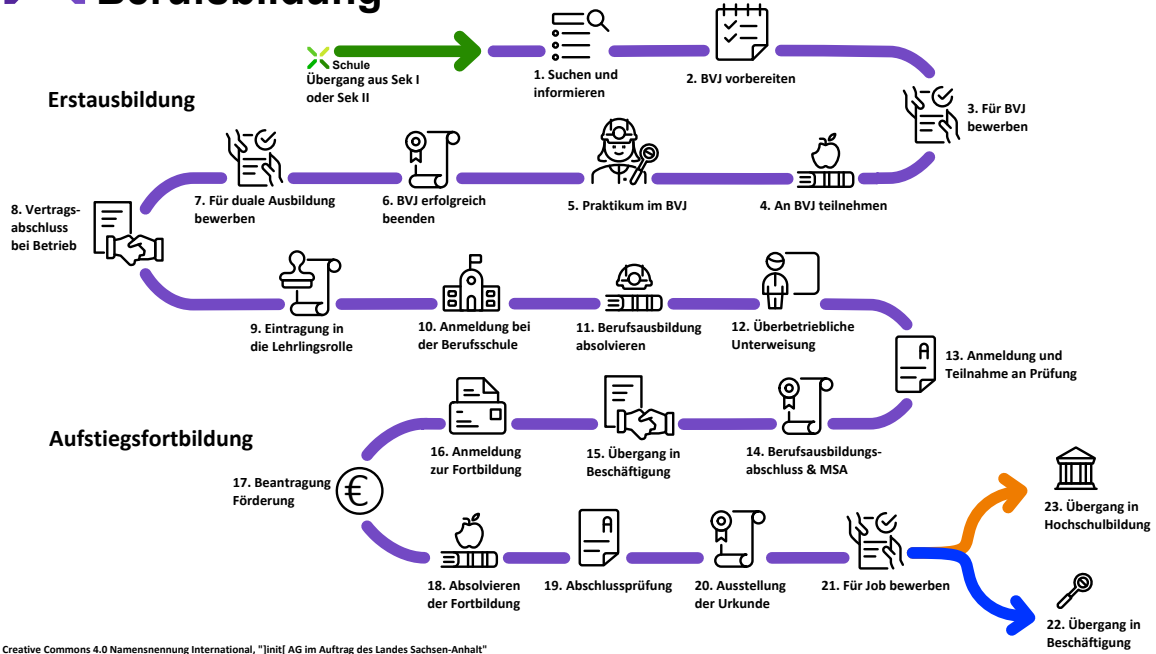 Berufsbildung
Schule
Übergang aus Sek I
oder Sek II
1. Suchen und
informieren
2. BVJ vorbereiten
Erstausbildung
3. Für BVJ
bewerben
4. An BVJ teilnehmen
5. Praktikum im BVJ
6. BVJ erfolgreich
beenden
7. Für duale Ausbildung
bewerben
8. Vertrags-
abschluss
bei Betrieb
9. Eintragung in
die Lehrlingsrolle
10. Anmeldung bei
der Berufsschule
11. Berufsausbildung
absolvieren
12. Überbetriebliche
Unterweisung
A
13. Anmeldung und
Teilnahme an Prüfung
14. Berufsausbildungs-
abschluss & MSA
15. Übergang in
Beschäftigung
16. Anmeldung
zur Fortbildung
Aufstiegsfortbildung
17. Beantragung
Förderung
€
18. Absolvieren
der Fortbildung
A
19. Abschlussprüfung
20. Ausstellung
der Urkunde
21. Für Job bewerben
23. Übergang in
Hochschulbildung
22. Übergang in
Beschäftigung
Creative Commons 4.0 Namensnennung International, "]init[ AG im Auftrag des Landes Sachsen-Anhalt"